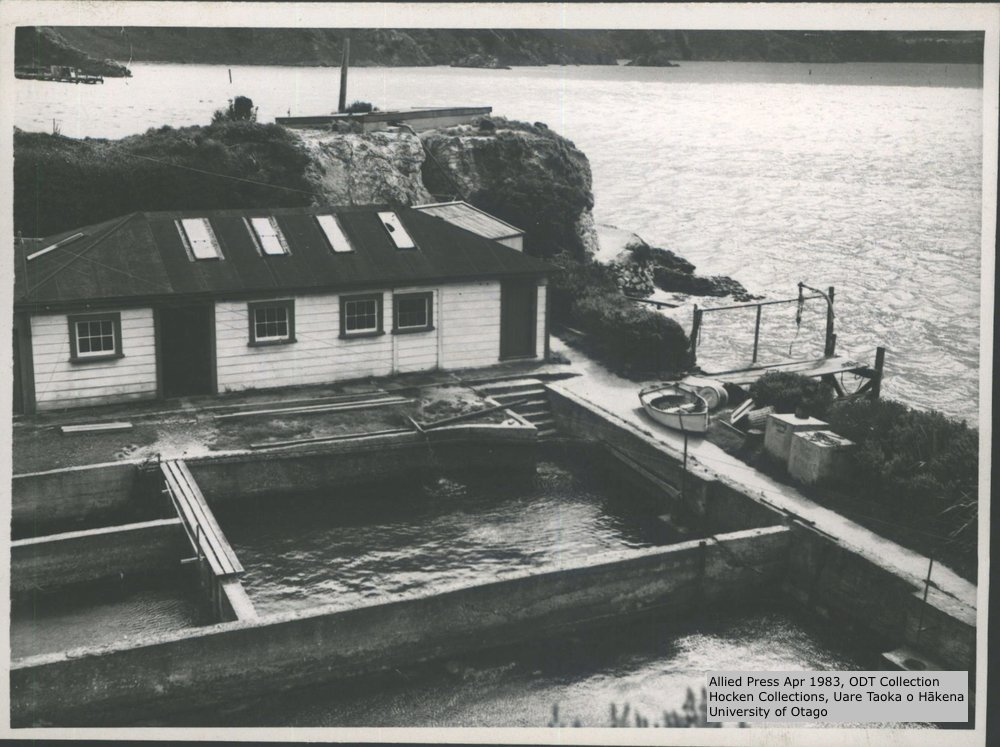 Allied Press Apr 1983, ODT Collection
Hocken Collections, Uare Taoka o Hākena
University of Otago